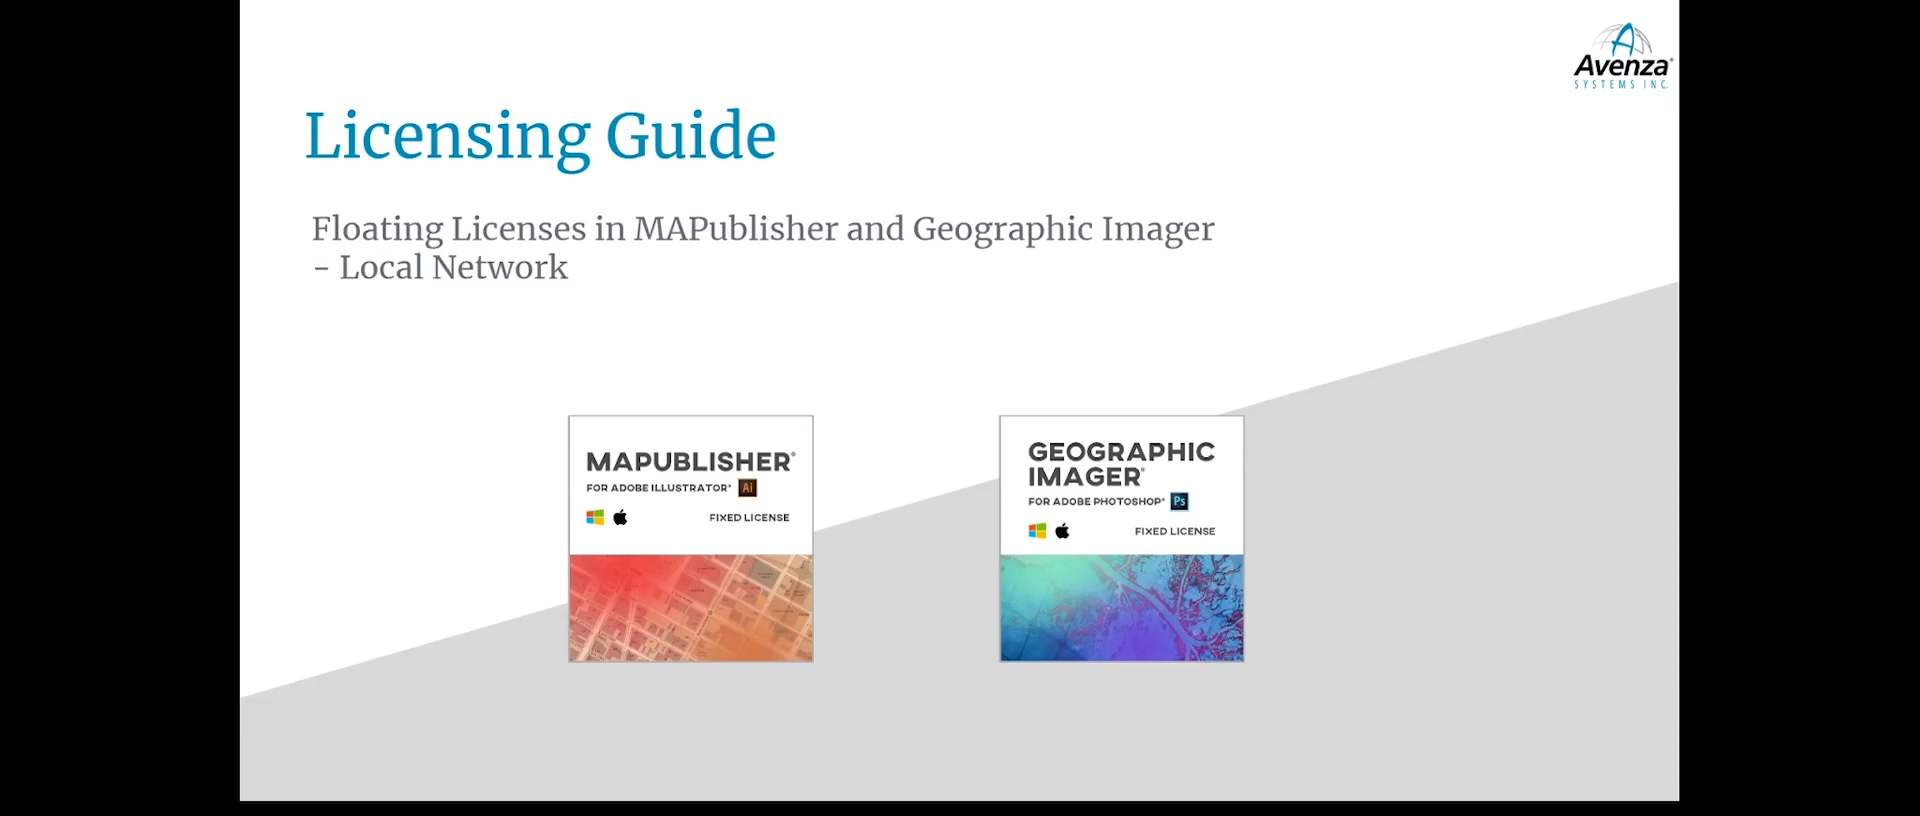 Avenza®
SYSTEMS INC.
Licensing Guide
Floating Licenses in MAPublisher and Geographic Imager
- Local Network
MAPUBLISHER®
FOR ADOBE ILLUSTRATOR® Ai
FIXED LICENSE
GEOGRAPHIC
IMAGER®
FOR ADOBE PHOTOSHOP® Ps
FIXED LICENSE